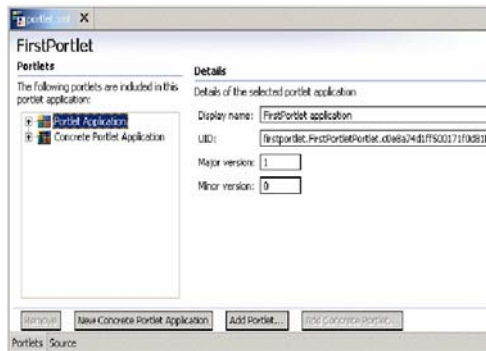 portlet.xml X
FirstPortlet
Portlets
The following portlets are included in this
portlet application:
Portlet Application
Concrete Portlet Application
Details
Details of the selected portlet application
Display name: FirstPortlet application
UID:
Major version: 1
Minor version: 0
Remove
New Concrete Portlet Application
Add Portlet...
Add Concrete Portlet...
Portlets Source